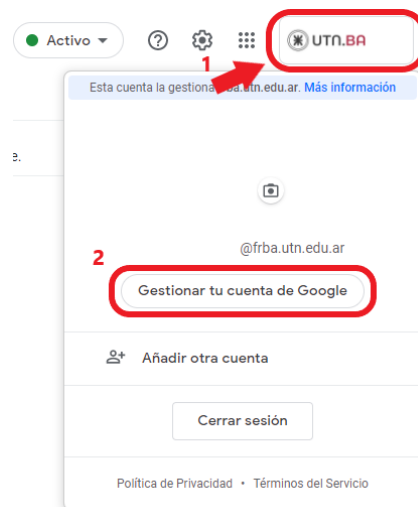 Activo
UTN.BA
1
Esta cuenta la gestiona ba.utn.edu.ar. Más información
e.
@frba.utn.edu.ar
2
Gestionar tu cuenta de Google
Añadir otra cuenta
Cerrar sesión
Política de Privacidad • Términos del Servicio